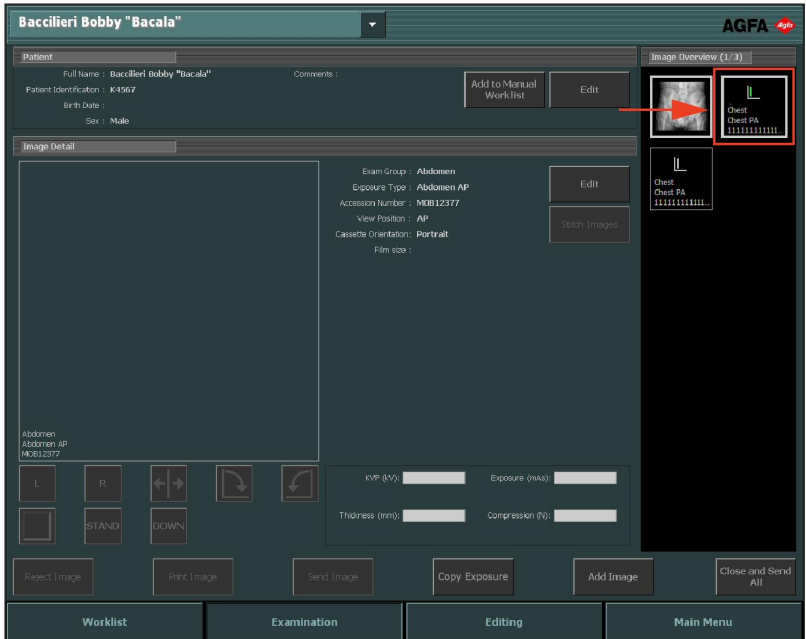 Baccilieri Bobby "Bacala"
AGFA
Agfa
Patient
Full Name : Baccilieri Bobby "Bacala"
Comments :
Patient Identification : K4567
Birth Date :
Sex : Male
Add to Manual
Worklist
Edit
Image Overview (1/3)
Chest
Chest PA
111111111111..
Chest
Chest PA
111111111111..
Image Detail
Exam Group : Abdomen
Exposure Type : Abdomen AP
Accession Number : MOB12377
View Position : AP
Cassette Orientation: Portrait
Film size :
Edit
Stitch Images
Abdomen
Abdomen AP
MOB12377
L
R
STAND
DOWN
KVP (kV):
Exposure (mAs):
Thickness (mm):
Compression (N):
Reject Image
Print Image
Send Image
Copy Exposure
Add Image
Close and Send
All
Worklist
Examination
Editing
Main Menu